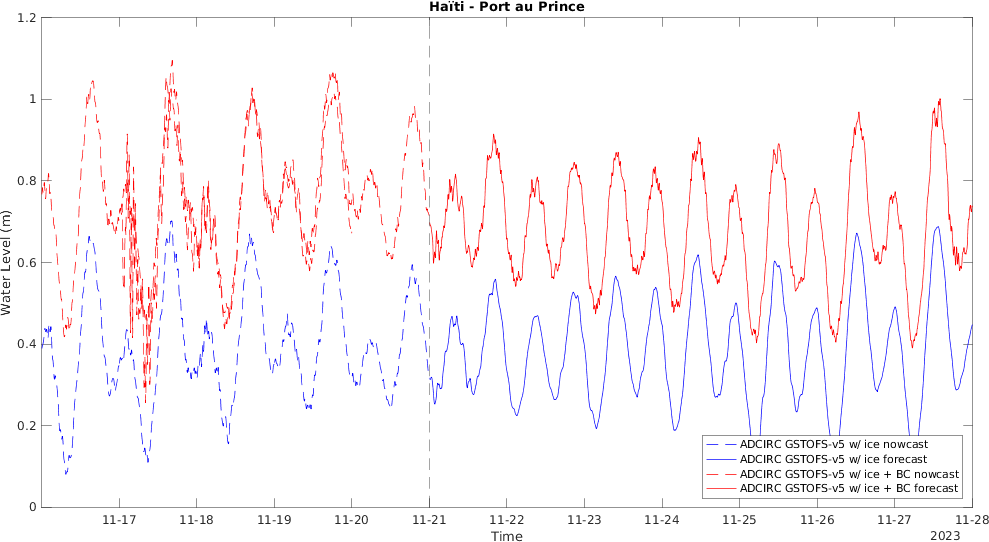 Haïti - Port au Prince
1.2
1
0.8
0.6
0.4
0.2
0
Water Level (m)
ADCIRC GSTOFS-v5 w/ ice nowcast
ADCIRC GSTOFS-v5 w/ ice forecast
ADCIRC GSTOFS-v5 w/ ice + BC nowcast
ADCIRC GSTOFS-v5 w/ ice + BC forecast
11-17 11-18 11-19 11-20 11-21 11-22 11-23 11-24 11-25 11-26 11-27 11-28
Time
2023